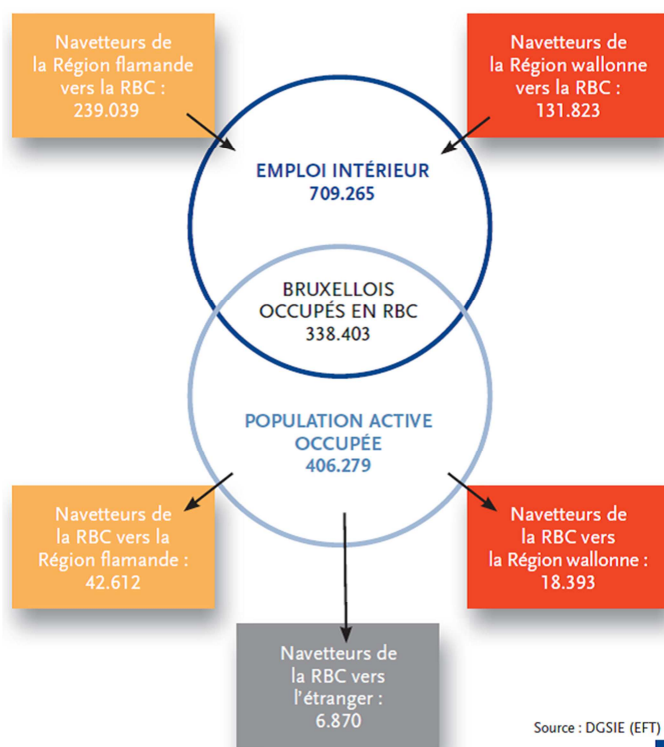 Navetteurs de
la Région flamande
vers la RBC :
239.039
Navetteurs de
la Région wallonne
vers la RBC :
131.823
EMPLOI INTÉRIEUR
709.265
BRUXELLOIS
OCCUPÉS EN RBC
338.403
POPULATION ACTIVE
OCCUPÉE
406.279
Navetteurs de
la RBC vers la
Région flamande :
42.612
Navetteurs de
la RBC vers
la Région wallonne :
18.393
Navetteurs de
la RBC vers
l'étranger :
6.870
Source : DGSIE (EFT)